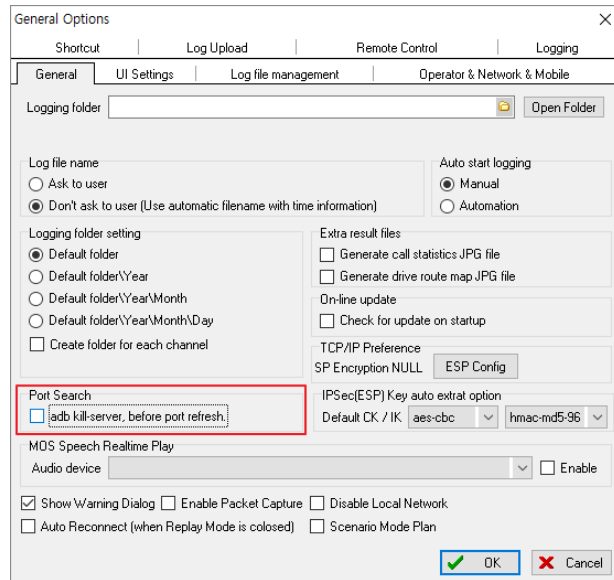 General Options
Shortcut Log Upload Remote Control Logging
General UI Settings Log file management Operator & Network & Mobile
Logging folder Open Folder
Log file name Auto start logging
Ask to user Manual
Don't ask to user (Use automatic filename with time information) Automation
Logging folder setting Extra result files
Default folder Generate call statistics JPG file
Default folder\Year Generate drive route map JPG file
Default folder\Year\Month On-line update
Default folder\Year\Month\Day Check for update on startup
Create folder for each channel TCP/IP Preference
SP Encryption NULL ESP Config
Port Search IPSec(ESP) Key auto extrat option
adb kill-server, before port refresh. Default CK / IK aes-cbc hmac-md5-96
MOS Speech Realtime Play
Audio device Enable
Show Warning Dialog Enable Packet Capture Disable Local Network
Auto Reconnect (when Replay Mode is colosed) Scenario Mode Plan
OK Cancel